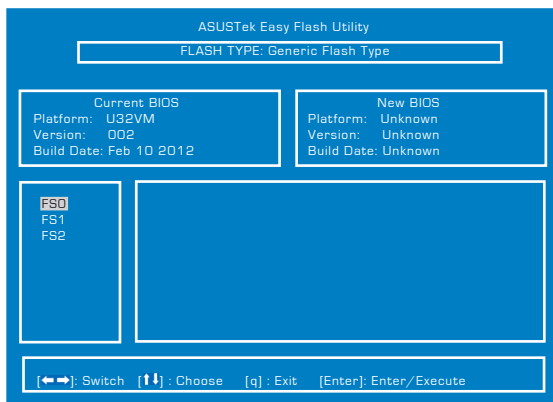 ASUSTek Easy Flash Utility
FLASH TYPE: Generic Flash Type
Current BIOS
Platform: U32VM
Version: 002
Build Date: Feb 10 2012
New BIOS
Platform: Unknown
Version: Unknown
Build Date: Unknown
FS0
FS1
FS2
[←→]: Switch [↑↓] : Choose [q] : Exit [Enter]: Enter/Execute